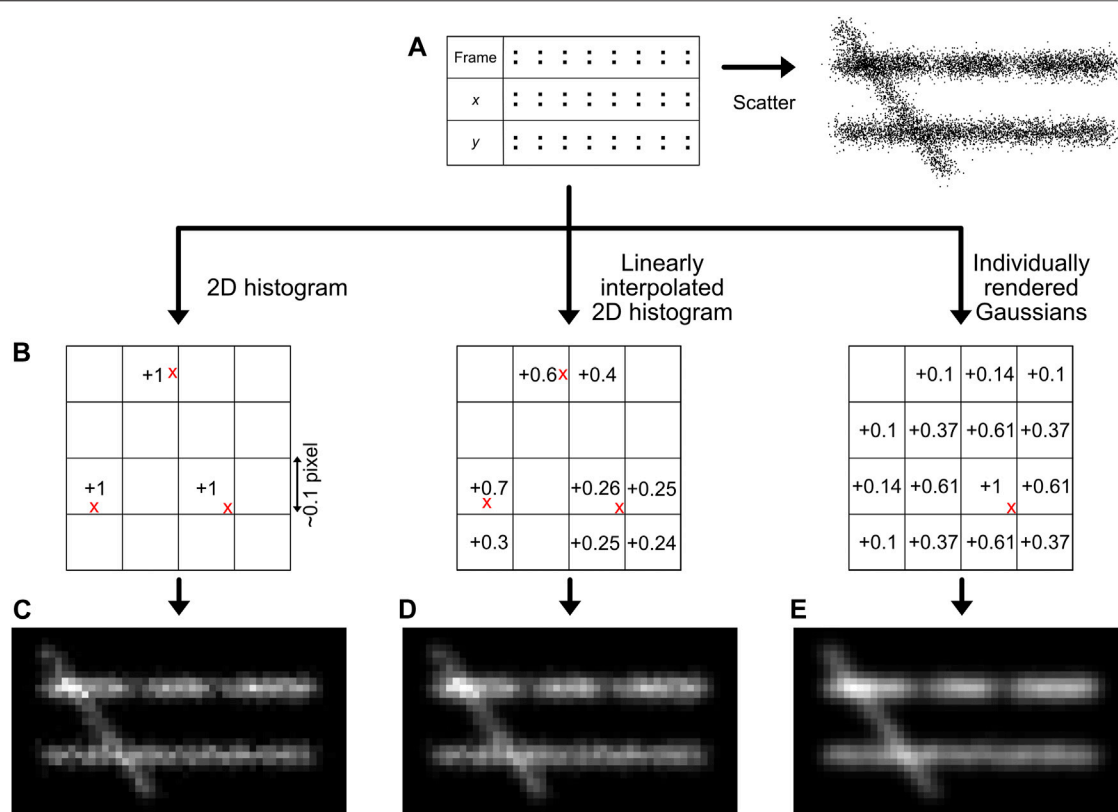 A
Frame
x
y
Scatter
2D histogram
Linearly
interpolated
2D histogram
Individually
rendered
Gaussians
B
+1 x
+1
x
+1
x
~0.1 pixel
+0.6 x +0.4
+0.7
x
+0.26 +0.25
x
+0.3 +0.25 +0.24
+0.1 +0.14 +0.1
+0.1 +0.37 +0.61 +0.37
+0.14 +0.61 +1 +0.61
x
+0.1 +0.37 +0.61 +0.37
C
D
E